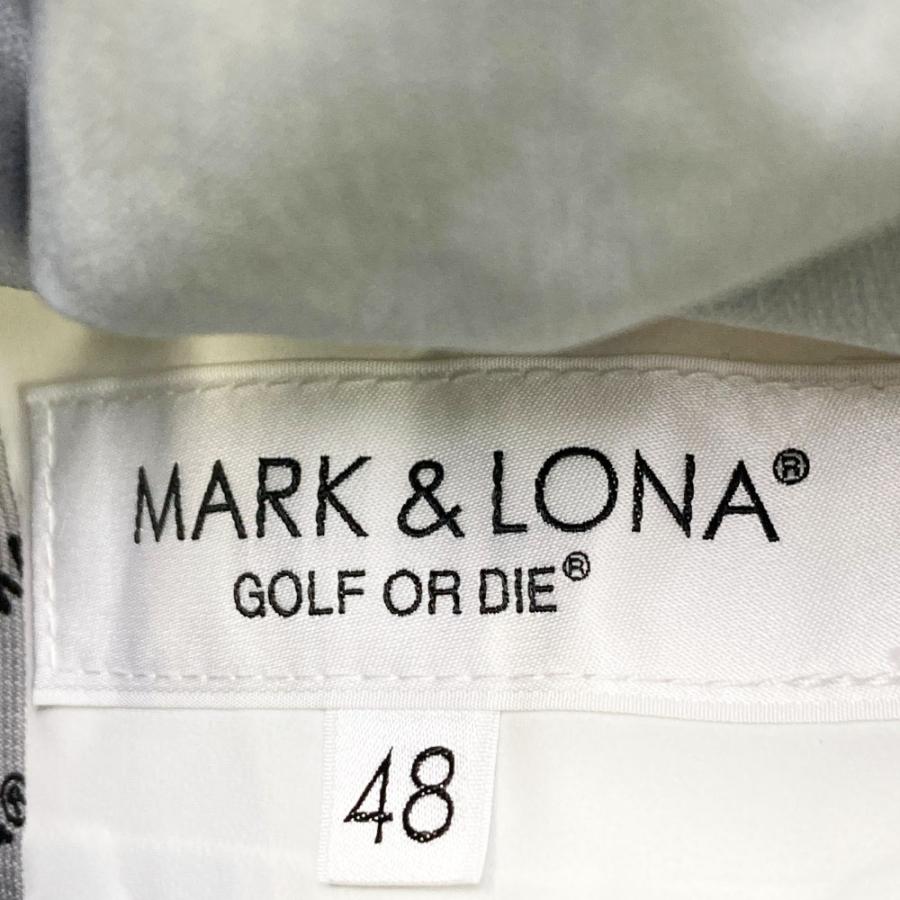 MARK & LONA®
GOLF OR DIE®
48